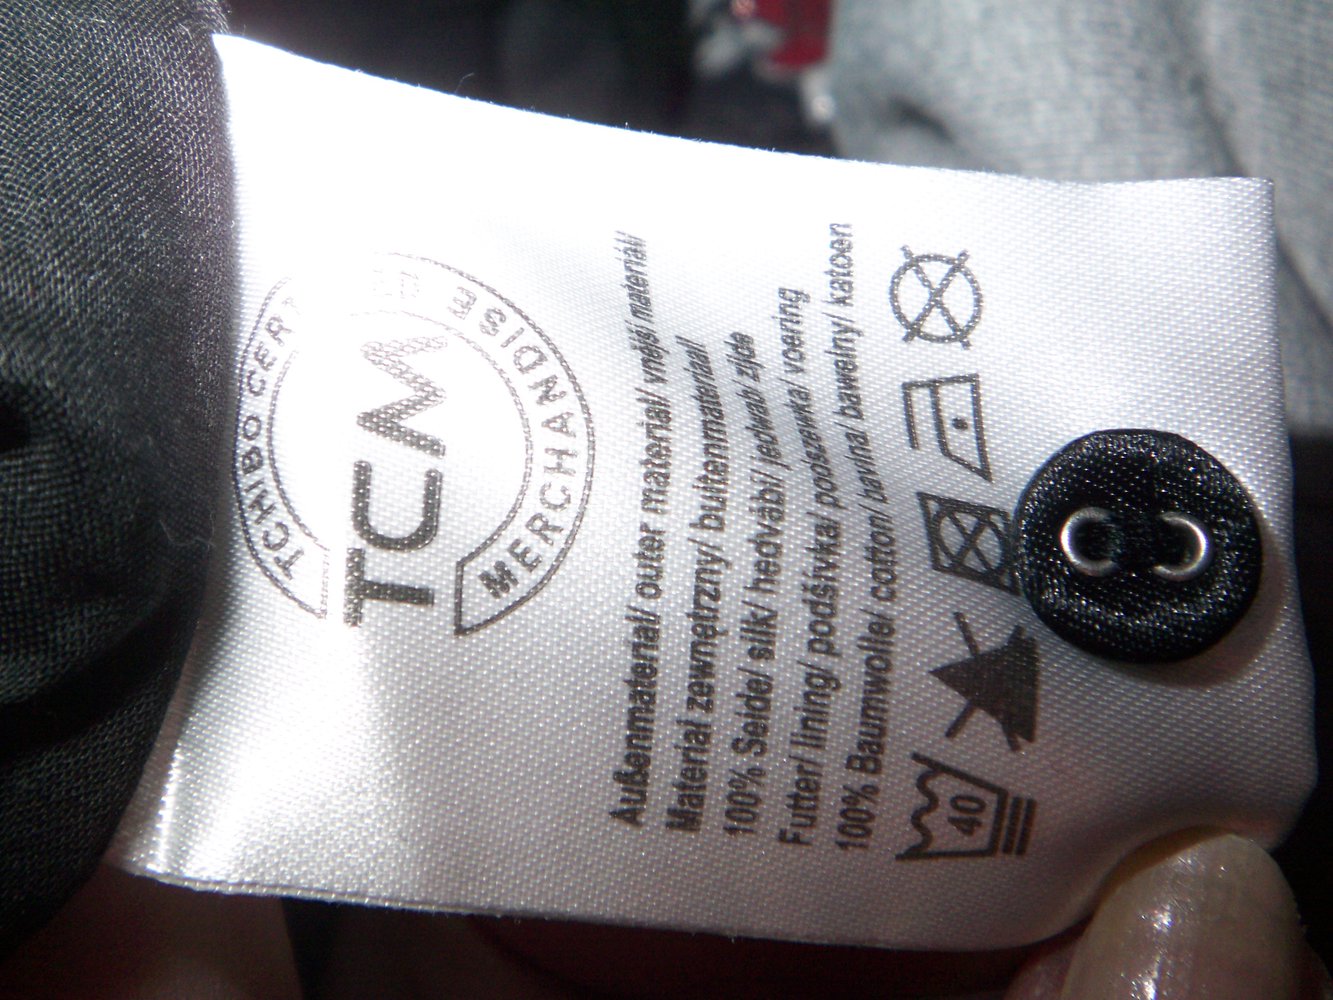 TCHIBO CERT
MERCHANDISE
TCM
Außenmaterial/ outer material/ vnější materiál/
Materiał zewnętrzny/ buitenmateriaal/
100% Seide/ silk/ hedvábí/ jedwab/ zijde
Futter/ lining/ podšívka/ podszewka/ voering
100% Baumwolle/ cotton/ bavlna/ bawełny/ katoen
40